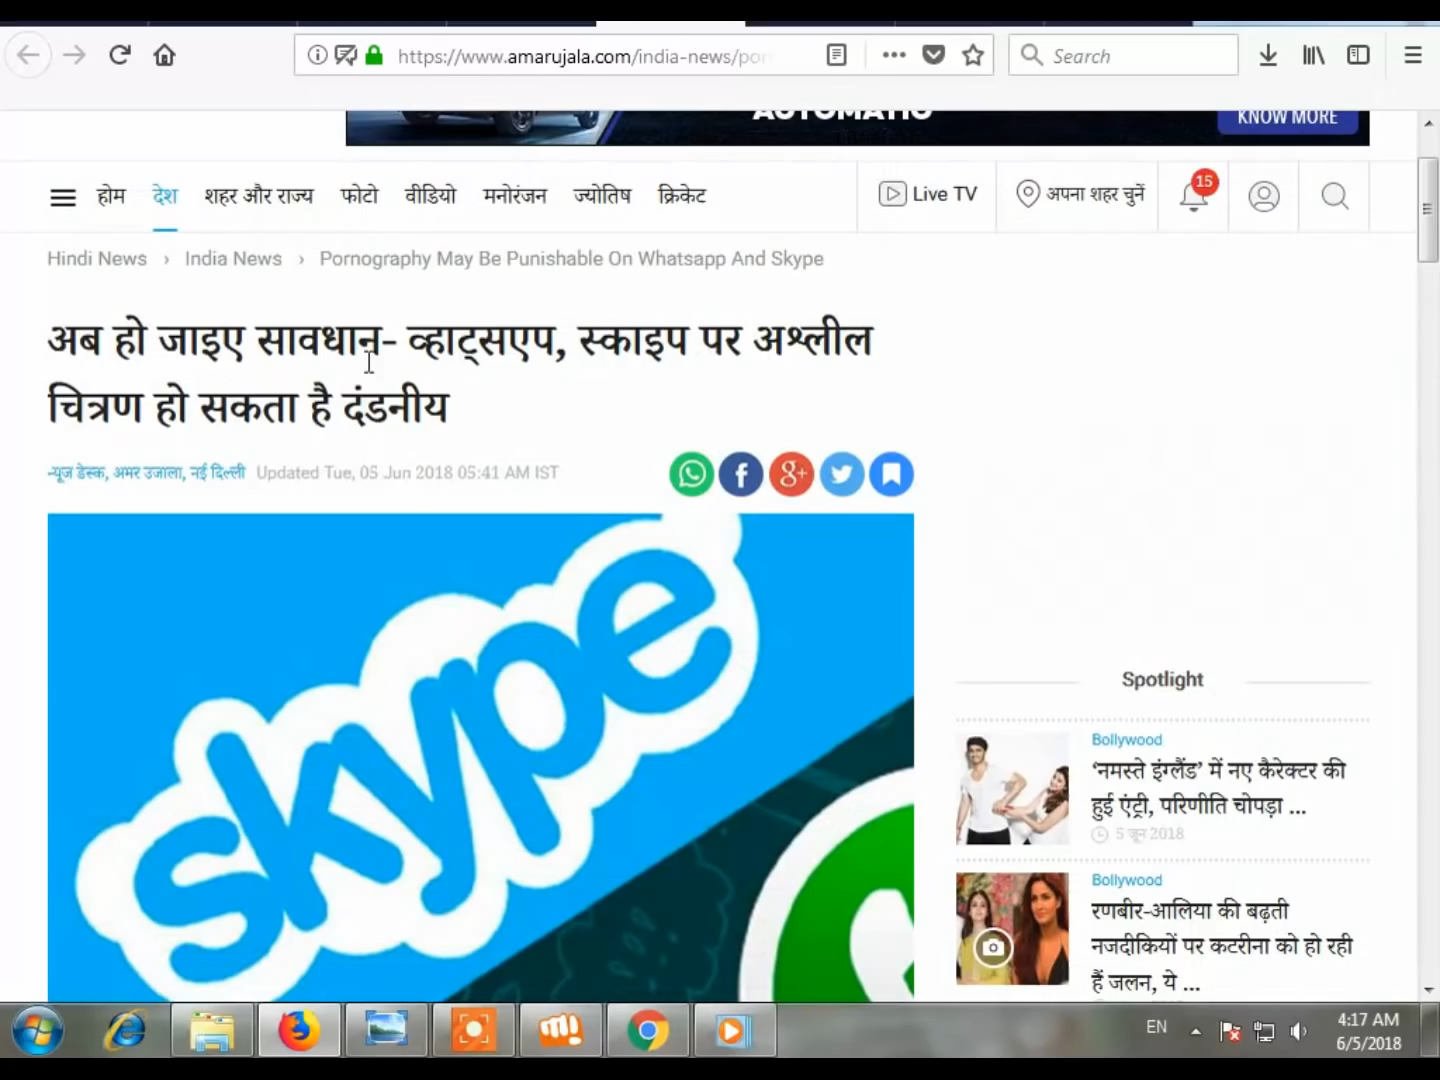 https://www.amarujala.com/india-news/por
Search
AUTOMATIC
KNOW MORE
होम
देश
शहर और राज्य
फोटो
वीडियो
मनोरंजन
ज्योतिष
क्रिकेट
Live TV
अपना शहर चुनें
15
Hindi News › India News › Pornography May Be Punishable On Whatsapp And Skype
अब हो जाइए सावधान- व्हाट्सएप, स्काइप पर अश्लील
चित्रण हो सकता है दंडनीय
न्यूज डेस्क, अमर उजाला, नई दिल्ली Updated Tue, 05 Jun 2018 05:41 AM IST
skype
Spotlight
Bollywood
‘नमस्ते इंग्लैंड’ में नए कैरेक्टर की
हुई एंट्री, परिणीति चोपड़ा ...
5 जून 2018
Bollywood
रणबीर-आलिया की बढ़ती
नजदीकियों पर कटरीना को हो रही
हैं जलन, ये ...
EN
4:17 AM
6/5/2018